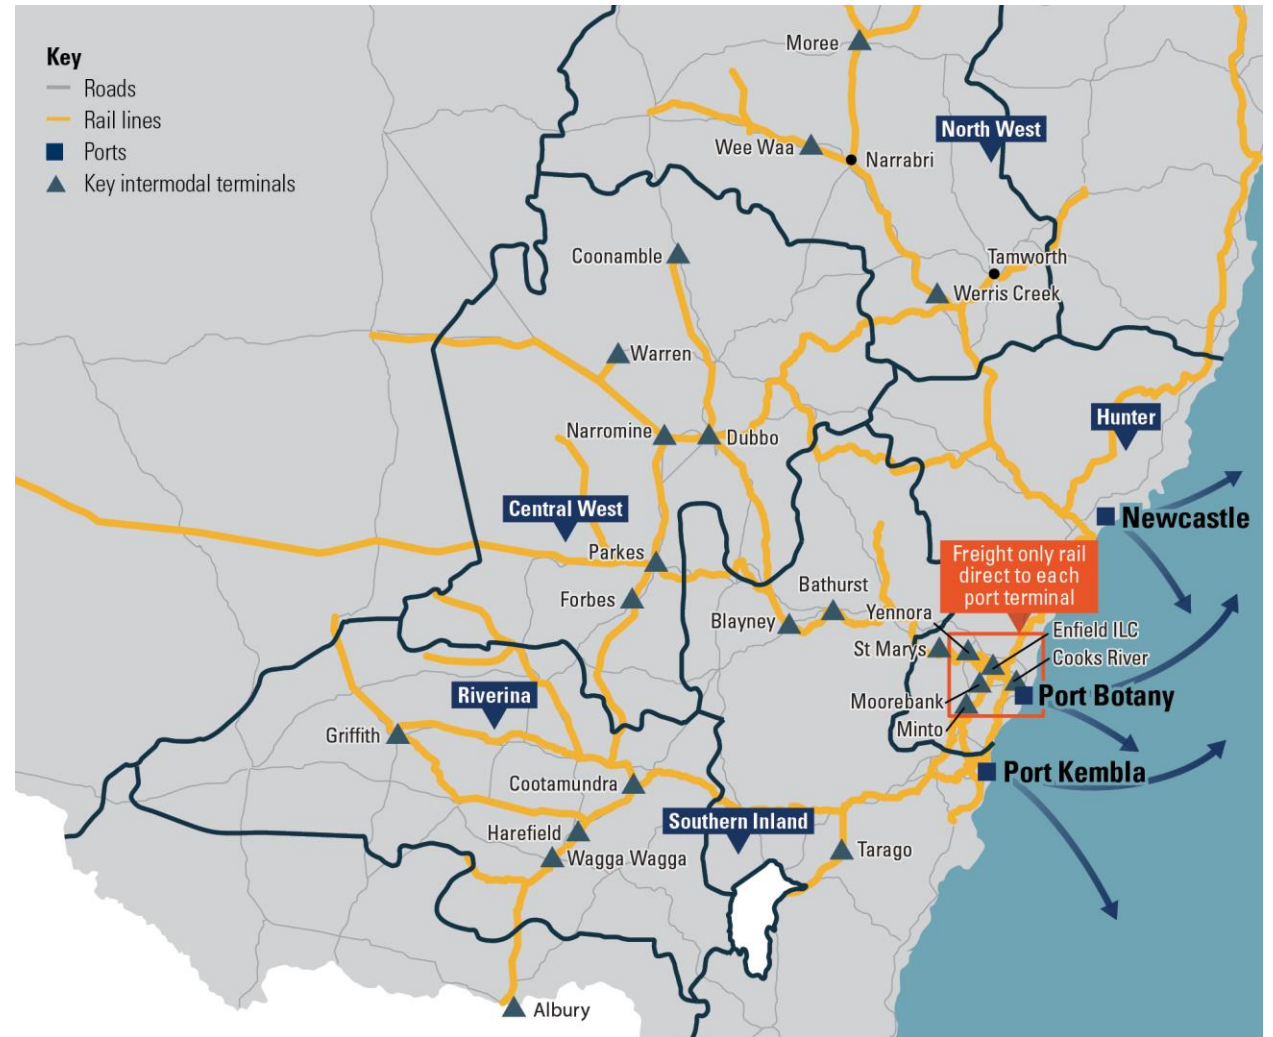 Key
Roads
Rail lines
Ports
Key intermodal terminals
Moree
North West
Wee Waa
Narrabri
Coonamble
Tamworth
Werris Creek
Warren
Hunter
Narromine
Dubbo
Central West
Newcastle
Parkes
Freight only rail
direct to each
port terminal
Forbes
Bathurst
Blayney
Yennora
Enfield ILC
St Marys
Cooks River
Riverina
Moorebank
Port Botany
Minto
Griffith
Port Kembla
Cootamundra
Southern Inland
Harefield
Tarago
Wagga Wagga
Albury